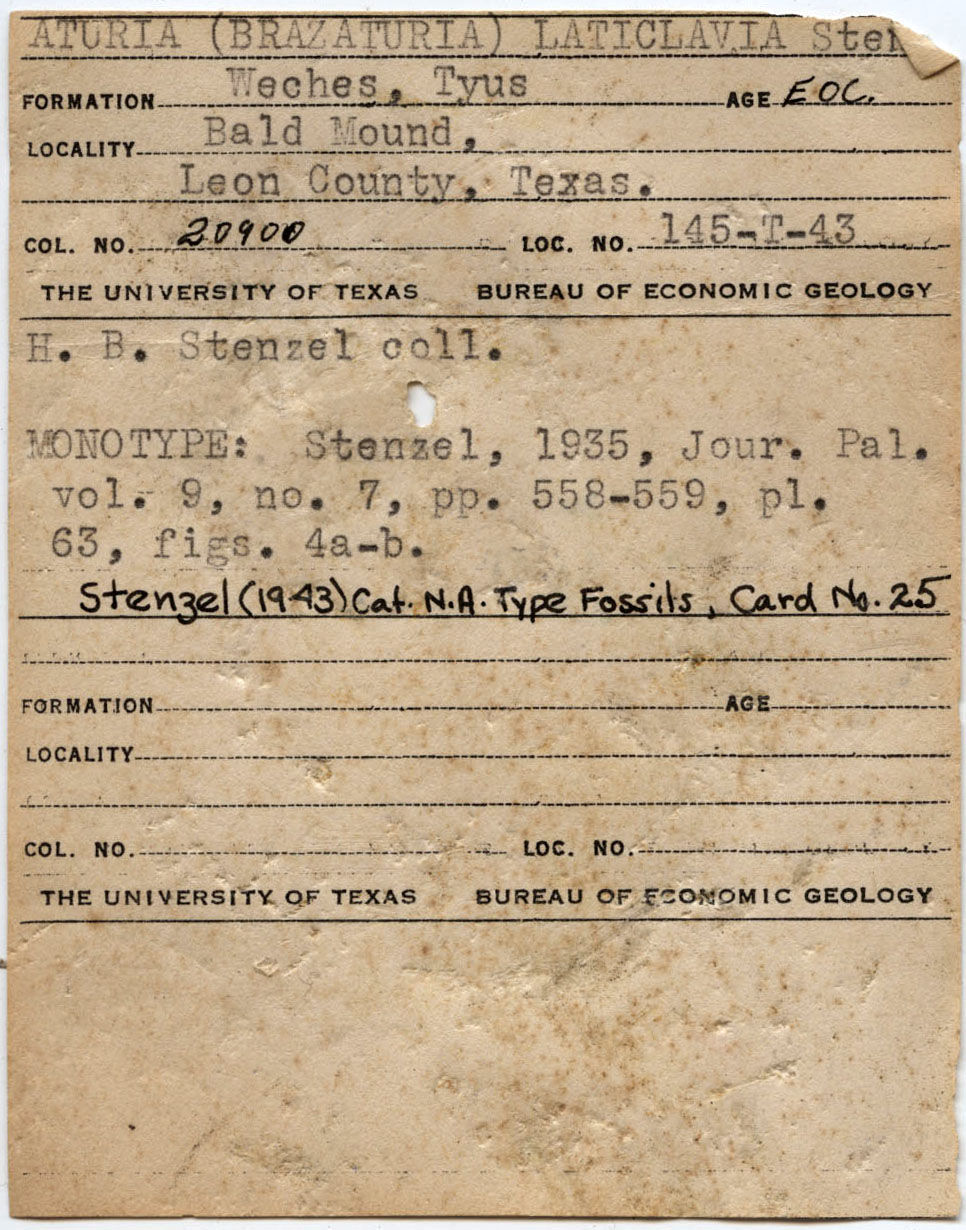 ATURIA (BRAZATURIA) LATICLAVIA Sten
FORMATION Weches, Tyus AGE EOC.
LOCALITY Bald Mound,
Leon County, Texas.
COL. NO. 20900 LOC. NO. 145-T-43
THE UNIVERSITY OF TEXAS BUREAU OF ECONOMIC GEOLOGY
H. B. Stenzel coll.
MONOTYPE: Stenzel, 1935, Jour. Pal.
vol. 9, no. 7, pp. 558-559, pl.
63, figs. 4a-b.
Stenzel (1943) Cat. N.A. Type Fossils, Card No. 25
FORMATION AGE
LOCALITY
COL. NO. LOC. NO.
THE UNIVERSITY OF TEXAS BUREAU OF ECONOMIC GEOLOGY